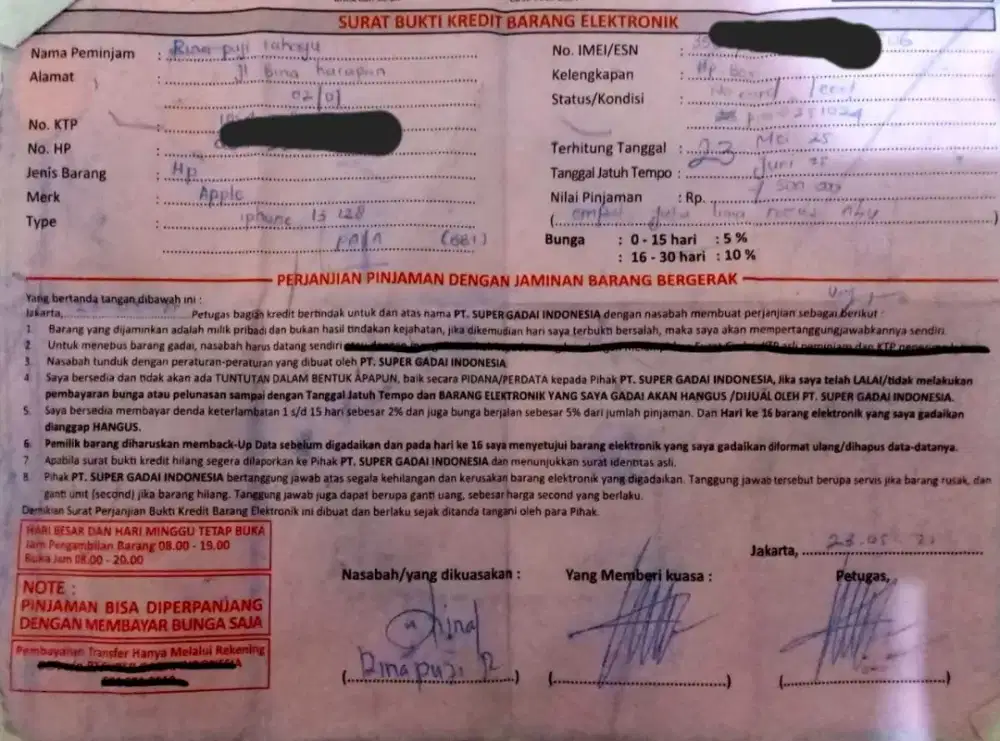 SURAT BUKTI KREDIT BARANG ELEKTRONIK
Nama Peminjam : Rina puji rahayu
Alamat : Jl Bina harapan
02/01
No. KTP :
No. HP :
Jenis Barang : Hp
Merk : Apple
Type : iphone 13 128
(BB1)
No. IMEI/ESN :
Kelengkapan : Hp Box
Status/Kondisi : No
Terhitung Tanggal : 23 Mei 25
Tanggal Jatuh Tempo : Juni 25
Nilai Pinjaman : Rp. 500 000
( juta lima ratus )
Bunga : 0 - 15 hari : 5 %
: 16 - 30 hari : 10 %
PERJANJIAN PINJAMAN DENGAN JAMINAN BARANG BERGERAK
Yang bertanda tangan dibawah ini :
Jakarta, Petugas bagian kredit bertindak untuk dan atas nama PT. SUPER GADAI INDONESIA dengan nasabah membuat perjanjian sebagai berikut :
1 Barang yang dijaminkan adalah milik pribadi dan bukan hasil tindakan kejahatan, jika dikemudian hari saya terbukti bersalah, maka saya akan mempertanggungjawabkannya sendiri.
2 Untuk menebus barang gadai, nasabah harus datang sendiri
3 Nasabah tunduk dengan peraturan-peraturan yang dibuat oleh PT. SUPER GADAI INDONESIA.
4 Saya bersedia dan tidak akan ada TUNTUTAN DALAM BENTUK APAPUN, baik secara PIDANA/PERDATA kepada Pihak PT. SUPER GADAI INDONESIA, Jika saya telah LALAI/tidak melakukan
pembayaran bunga atau pelunasan sampai dengan Tanggal Jatuh Tempo dan BARANG ELEKTRONIK YANG SAYA GADAI AKAN HANGUS /DIJUAL OLEH PT. SUPER GADAI INDONESIA.
5. Saya bersedia membayar denda keterlambatan 1 s/d 15 hari sebesar 2% dan juga bunga berjalan sebesar 5% dari jumlah pinjaman. Dan Hari ke 16 barang elektronik yang saya gadaikan
dianggap HANGUS.
6. Pemilik barang diharuskan memback-Up Data sebelum digadaikan dan pada hari ke 16 saya menyetujui barang elektronik yang saya gadaikan diformat ulang/dihapus data-datanya.
7 Apabila surat bukti kredit hilang segera dilaporkan ke Pihak PT. SUPER GADAI INDONESIA dan menunjukkan surat identitas asli.
8. Pihak PT. SUPER GADAI INDONESIA bertanggung jawab atas segala kehilangan dan kerusakan barang elektronik yang digadaikan. Tanggung jawab tersebut berupa servis jika barang rusak, dan
ganti unit (second) jika barang hilang. Tanggung jawab juga dapat berupa ganti uang, sebesar harga second yang berlaku.
Demikian Surat Perjanjian Bukti Kredit Barang Elektronik ini dibuat dan berlaku sejak ditanda tangani oleh para Pihak.
HARI BESAR DAN HARI MINGGU TETAP BUKA
Jam Pengambilan Barang 08.00 - 19.00
Buka Jam 08.00 - 20.00
NOTE :
PINJAMAN BISA DIPERPANJANG
DENGAN MEMBAYAR BUNGA SAJA
Pembayaran Transfer Hanya Melalui Rekening
Jakarta, 23.05
Nasabah/yang dikuasakan :
Yang Memberi kuasa :
Petugas,
(Rina puji R)